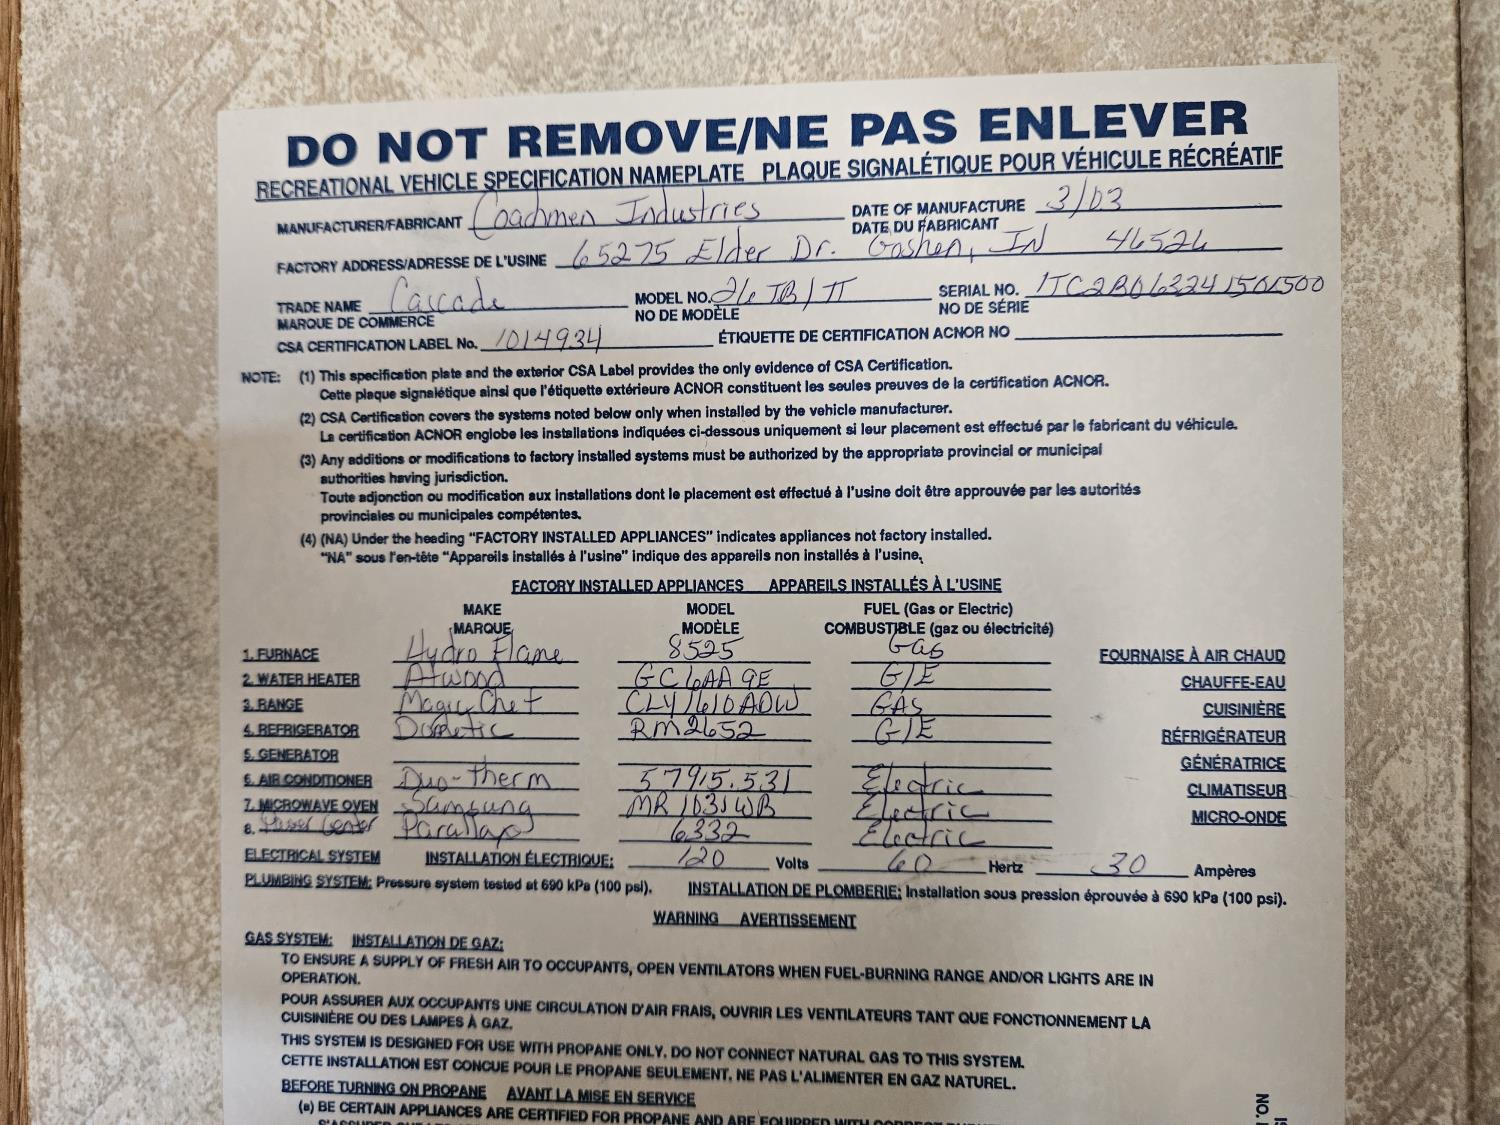 DO NOT REMOVE/NE PAS ENLEVER
RECREATIONAL VEHICLE SPECIFICATION NAMEPLATE PLAQUE SIGNALÉTIQUE POUR VÉHICULE RÉCRÉATIF
MANUFACTURER/FABRICANT Coachmen Industries DATE OF MANUFACTURE 3/03
DATE DU FABRICANT
FACTORY ADDRESS/ADRESSE DE L'USINE 65275 Elder Dr. Goshen, IN 46526
TRADE NAME Cascade MODEL NO. 26 TB/TT SERIAL NO. 1TC2B063241501500
MARQUE DE COMMERCE NO DE MODÈLE NO DE SÉRIE
CSA CERTIFICATION LABEL No. 1014934 ÉTIQUETTE DE CERTIFICATION ACNOR NO
NOTE: (1) This specification plate and the exterior CSA Label provides the only evidence of CSA Certification.
Cette plaque signalétique ainsi que l'étiquette extérieure ACNOR constituent les seules preuves de la certification ACNOR.
(2) CSA Certification covers the systems noted below only when installed by the vehicle manufacturer.
La certification ACNOR englobe les installations indiquées ci-dessous uniquement si leur placement est effectué par le fabricant du véhicule.
(3) Any additions or modifications to factory installed systems must be authorized by the appropriate provincial or municipal
authorities having jurisdiction.
Toute adjonction ou modification aux installations dont le placement est effectué à l'usine doit être approuvée par les autorités
provinciales ou municipales compétentes.
(4) (NA) Under the heading "FACTORY INSTALLED APPLIANCES" indicates appliances not factory installed.
"NA" sous l'en-tête "Appareils installés à l'usine" indique des appareils non installés à l'usine.
FACTORY INSTALLED APPLIANCES APPAREILS INSTALLÉS À L'USINE
MAKE MODEL FUEL (Gas or Electric)
MARQUE MODÈLE COMBUSTIBLE (gaz ou électricité)
1. FURNACE Hydro Flame 8525 Gas FOURNAISE À AIR CHAUD
2. WATER HEATER Atwood GC6AA 9E G/E CHAUFFE-EAU
3. RANGE Magic Chef CLY1610ADW GAS CUISINIÈRE
4. REFRIGERATOR Dometic RM2652 G/E RÉFRIGÉRATEUR
5. GENERATOR GÉNÉRATRICE
6. AIR CONDITIONER Duo-therm 57915.531 Electric CLIMATISEUR
7. MICROWAVE OVEN Samsung MR1031WB Electric MICRO-ONDE
8. Power Center Parallap 6332 Electric
ELECTRICAL SYSTEM INSTALLATION ÉLECTRIQUE: 120 Volts 60 Hertz 30 Ampères
PLUMBING SYSTEM: Pressure system tested at 690 kPa (100 psi). INSTALLATION DE PLOMBERIE: Installation sous pression éprouvée à 690 kPa (100 psi).
WARNING AVERTISSEMENT
GAS SYSTEM: INSTALLATION DE GAZ:
TO ENSURE A SUPPLY OF FRESH AIR TO OCCUPANTS, OPEN VENTILATORS WHEN FUEL-BURNING RANGE AND/OR LIGHTS ARE IN
OPERATION.
POUR ASSURER AUX OCCUPANTS UNE CIRCULATION D'AIR FRAIS, OUVRIR LES VENTILATEURS TANT QUE FONCTIONNEMENT LA
CUISINIÈRE OU DES LAMPES À GAZ.
THIS SYSTEM IS DESIGNED FOR USE WITH PROPANE ONLY. DO NOT CONNECT NATURAL GAS TO THIS SYSTEM.
CETTE INSTALLATION EST CONCUE POUR LE PROPANE SEULEMENT. NE PAS L'ALIMENTER EN GAZ NATUREL.
BEFORE TURNING ON PROPANE AVANT LA MISE EN SERVICE
(a) BE CERTAIN APPLIANCES ARE CERTIFIED FOR PROPANE AND ARE EQUIPPED WITH CORRECT
NO.